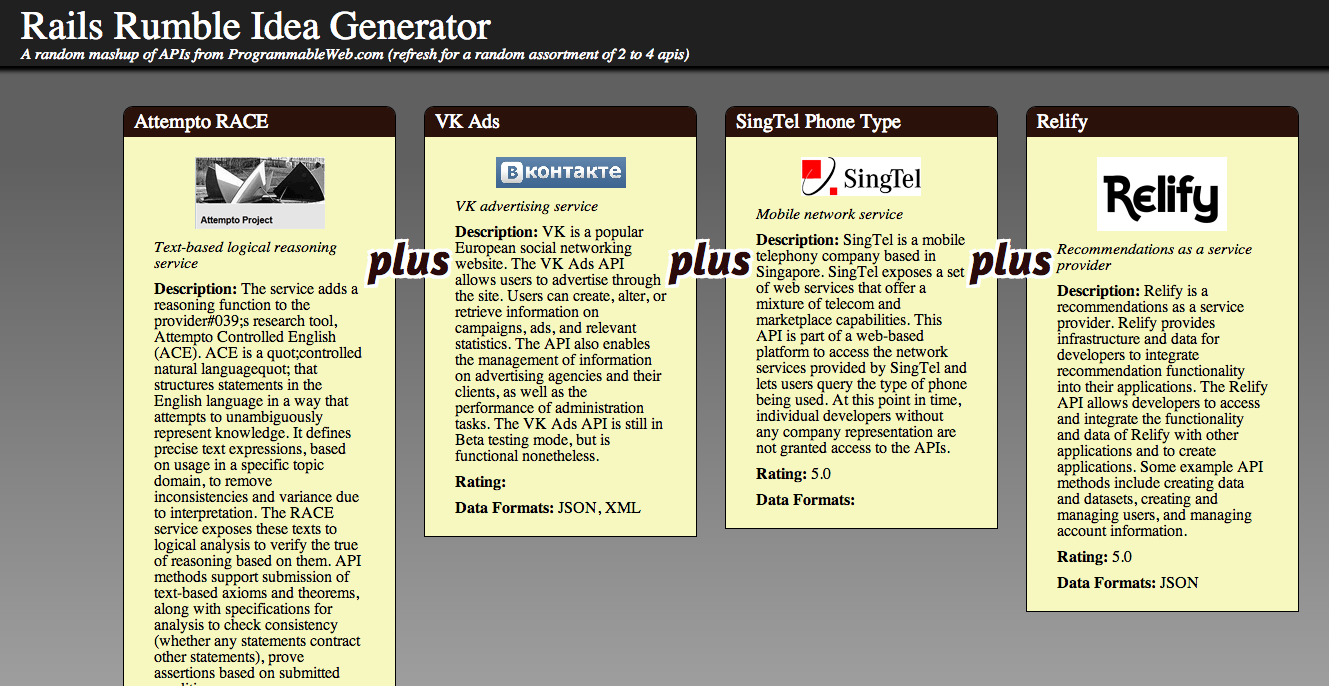 Rails Rumble Idea Generator
A random mashup of APIs from ProgrammableWeb.com (refresh for a random assortment of 2 to 4 apis)
Attempto RACE
Attempto Project
Text-based logical reasoning
service
Description: The service adds a
reasoning function to the
provider#039;s research tool,
Attempto Controlled English
(ACE). ACE is a quot;controlled
natural languagequot; that
structures statements in the
English language in a way that
attempts to unambiguously
represent knowledge. It defines
precise text expressions, based
on usage in a specific topic
domain, to remove
inconsistencies and variance due
to interpretation. The RACE
service exposes these texts to
logical analysis to verify the true
of reasoning based on them. API
methods support submission of
text-based axioms and theorems,
along with specifications for
analysis to check consistency
(whether any statements contract
other statements), prove
assertions based on submitted
plus
VK Ads
В контакте
VK advertising service
Description: VK is a popular
European social networking
website. The VK Ads API
allows users to advertise through
the site. Users can create, alter, or
retrieve information on
campaigns, ads, and relevant
statistics. The API also enables
the management of information
on advertising agencies and their
clients, as well as the
performance of administration
tasks. The VK Ads API is still in
Beta testing mode, but is
functional nonetheless.
Rating:
Data Formats: JSON, XML
plus
SingTel Phone Type
SingTel
Mobile network service
Description: SingTel is a mobile
telephony company based in
Singapore. SingTel exposes a set
of web services that offer a
mixture of telecom and
marketplace capabilities. This
API is part of a web-based
platform to access the network
services provided by SingTel and
lets users query the type of phone
being used. At this point in time,
individual developers without
any company representation are
not granted access to the APIs.
Rating: 5.0
Data Formats:
plus
Relify
Relify
Recommendations as a service
provider
Description: Relify is a
recommendations as a service
provider. Relify provides
infrastructure and data for
developers to integrate
recommendation functionality
into their applications. The Relify
API allows developers to access
and integrate the functionality
and data of Relify with other
applications and to create
applications. Some example API
methods include creating data
and datasets, creating and
managing users, and managing
account information.
Rating: 5.0
Data Formats: JSON